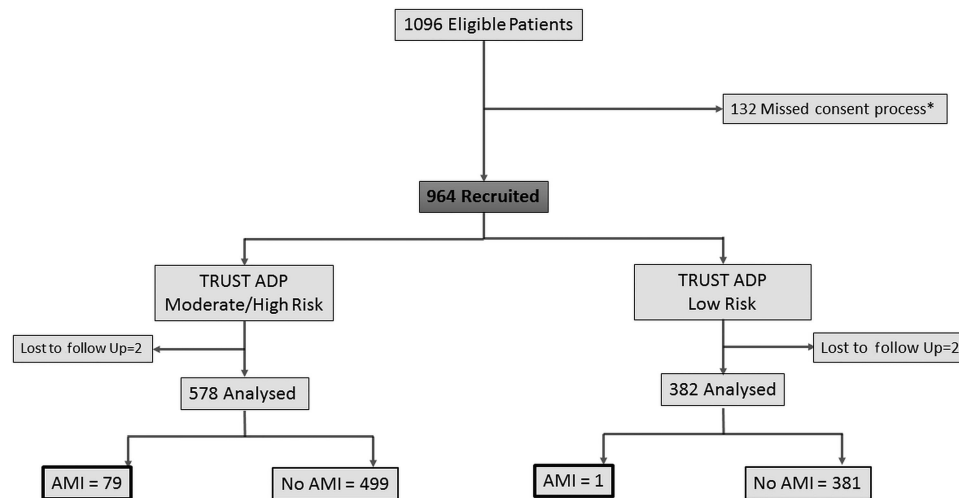 1096 Eligible Patients
132 Missed consent process*
964 Recruited
TRUST ADP
Moderate/High Risk
TRUST ADP
Low Risk
Lost to follow Up=2
Lost to follow Up=2
578 Analysed
382 Analysed
AMI = 79
No AMI = 499
AMI = 1
No AMI = 381